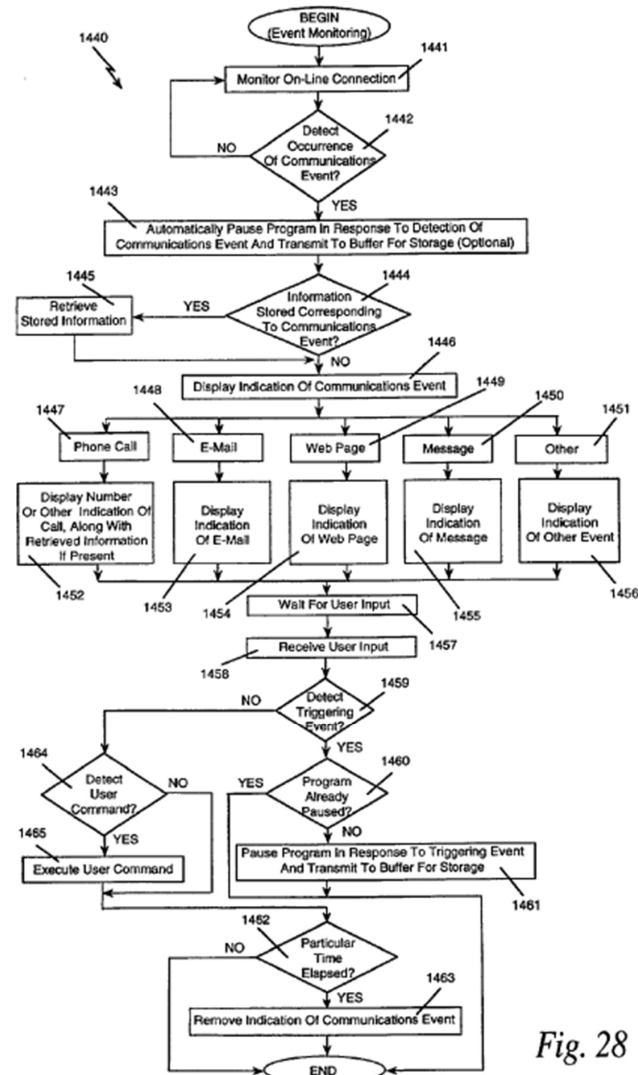 1440
BEGIN
(Event Monitoring)
1441
Monitor On-Line Connection
1442
Detect
Occurrence
Of Communications
Event?
NO
YES
1443
Automatically Pause Program In Response To Detection Of
Communications Event And Transmit To Buffer For Storage (Optional)
1444
Information
Stored Corresponding
To Communications
Event?
YES
NO
1445
Retrieve
Stored Information
1446
Display Indication Of Communications Event
1447
Phone Call
1448
E-Mail
1449
Web Page
1450
Message
1451
Other
Display Number
Or Other Indication Of
Call, Along With
Retrieved Information
If Present
1452
Display
Indication
Of E-Mail
1453
Display
Indication
Of Web Page
1454
Display
Indication
Of Message
1455
Display
Indication
Of Other Event
1456
Wait For User Input
1457
Receive User Input
1458
1459
Detect
Triggering
Event?
NO
YES
1464
Detect
User
Command?
NO
YES
1465
Execute User Command
1460
Program
Already
Paused?
YES
NO
Pause Program In Response To Triggering Event
And Transmit To Buffer For Storage
1461
1462
Particular
Time
Elapsed?
NO
YES
1463
Remove Indication Of Communications Event
END
Fig. 28